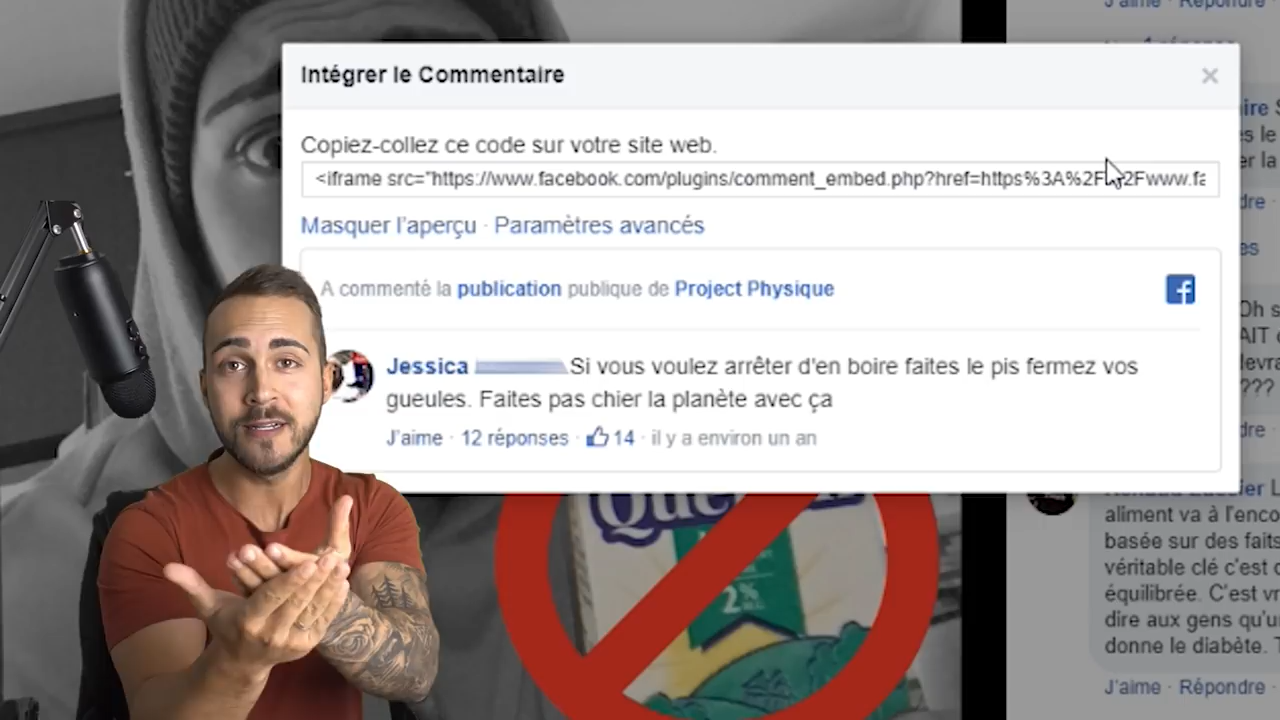 J'aime · Répondre ·
Intégrer le Commentaire
Copiez-collez ce code sur votre site web.
<iframe src="https://www.facebook.com/plugins/comment_embed.php?href=https%3A%2F%2Fwww.fa
Masquer l'aperçu · Paramètres avancés
A commenté la publication publique de Project Physique
Jessica Si vous voulez arrêter d'en boire faites le pis fermez vos
gueules. Faites pas chier la planète avec ça
J'aime · 12 réponses · 14 · il y a environ un an
2%
aliment va à l'enco
basée sur des faits
véritable clé c'est
équilibrée. C'est vr
dire aux gens qu'u
donne le diabète.
J'aime · Répondre ·